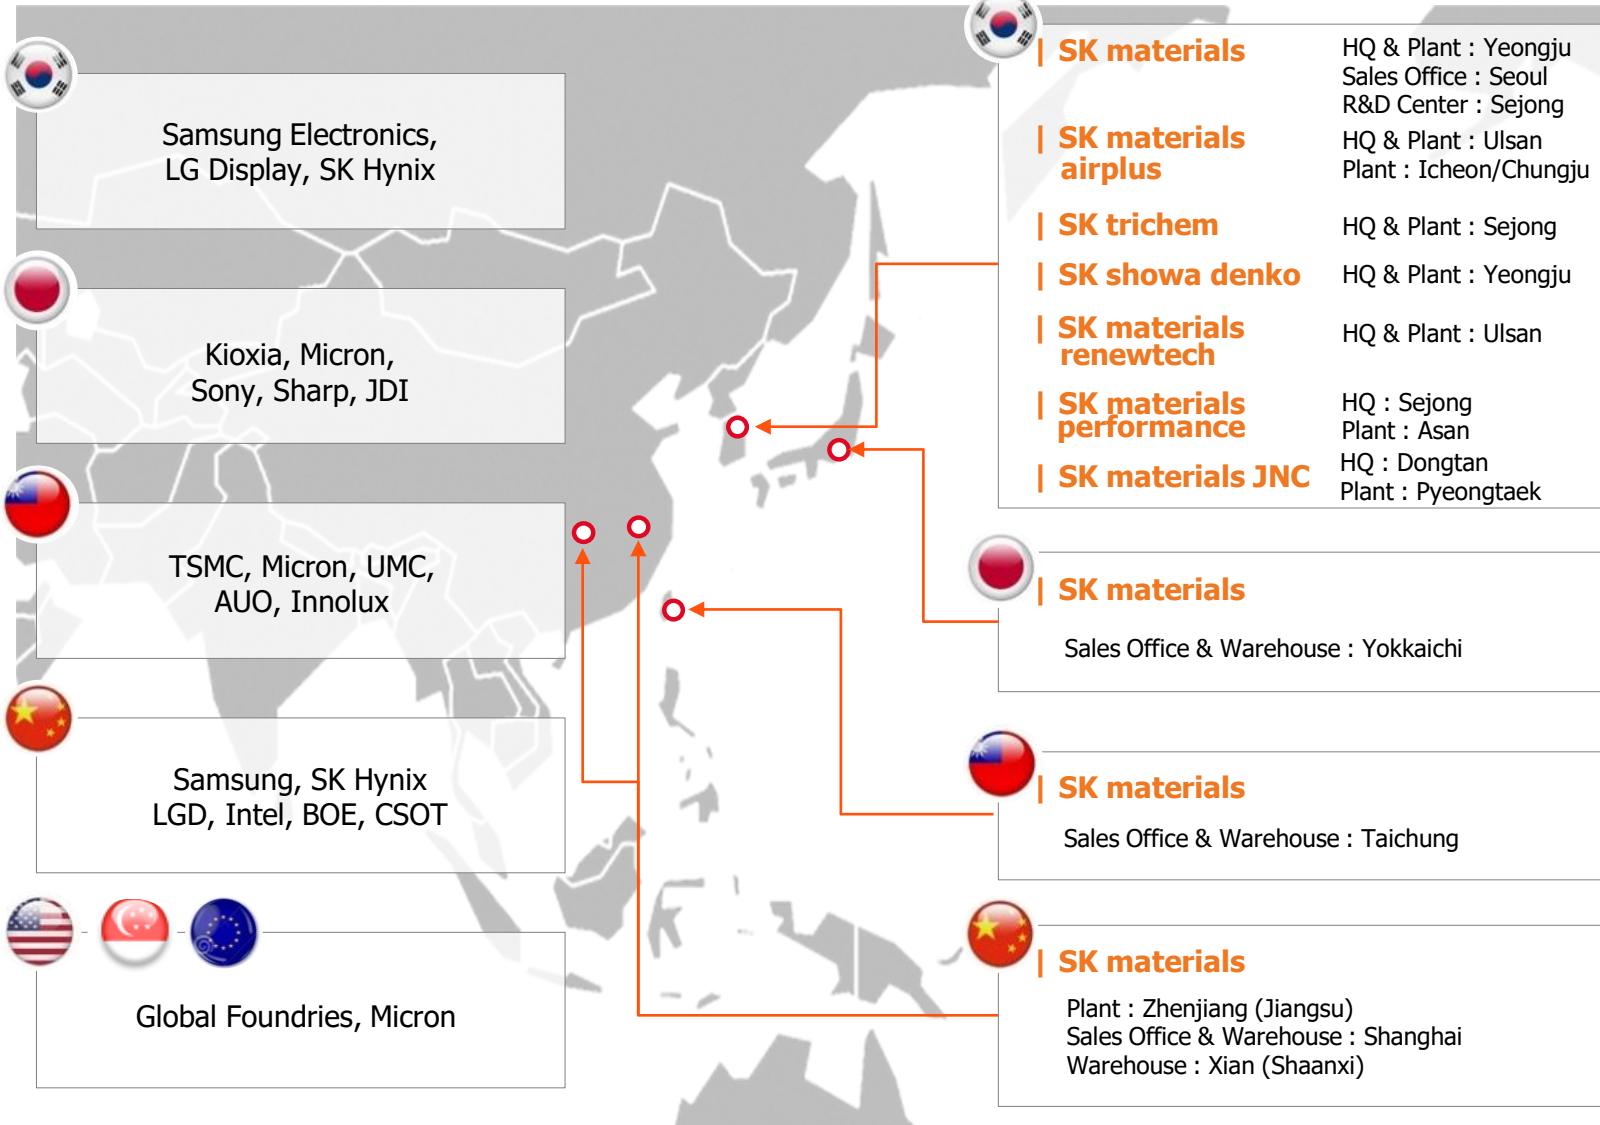 Samsung Electronics,
LG Display, SK Hynix
Kioxia, Micron,
Sony, Sharp, JDI
TSMC, Micron, UMC,
AUO, Innolux
Samsung, SK Hynix
LGD, Intel, BOE, CSOT
Global Foundries, Micron
| SK materials
HQ & Plant : Yeongju
Sales Office : Seoul
R&D Center : Sejong
| SK materials
airplus
HQ & Plant : Ulsan
Plant : Icheon/Chungju
| SK trichem
HQ & Plant : Sejong
| SK showa denko
HQ & Plant : Yeongju
| SK materials
renewtech
HQ & Plant : Ulsan
| SK materials
performance
HQ : Sejong
Plant : Asan
| SK materials JNC
HQ : Dongtan
Plant : Pyeongtaek
| SK materials
Sales Office & Warehouse : Yokkaichi
| SK materials
Sales Office & Warehouse : Taichung
| SK materials
Plant : Zhenjiang (Jiangsu)
Sales Office & Warehouse : Shanghai
Warehouse : Xian (Shaanxi)